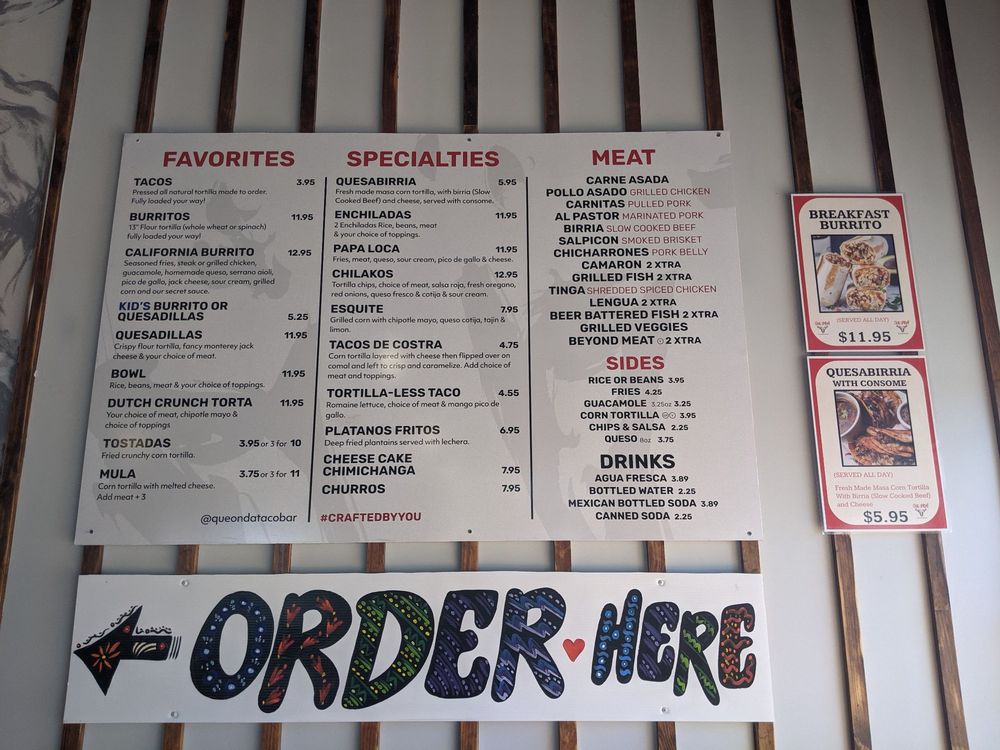 FAVORITES
TACOS 3.95
Pressed all natural tortilla made to order.
Fully loaded your way!
BURRITOS 11.95
13" Flour tortilla (whole wheat or spinach)
fully loaded your way!
CALIFORNIA BURRITO 12.95
Seasoned fries, steak or grilled chicken,
guacamole, homemade queso, serrano aioli,
pico de gallo, jack cheese, sour cream, grilled
corn and our secret sauce.
KID'S BURRITO OR
QUESADILLAS 5.25
QUESADILLAS 11.95
Crispy flour tortilla, fancy monterey jack
cheese & your choice of meat.
BOWL 11.95
Rice, beans, meat & your choice of toppings.
DUTCH CRUNCH TORTA 11.95
Your choice of meat, chipotle mayo &
choice of toppings
TOSTADAS 3.95 or 3 for 10
Fried crunchy corn tortilla.
MULA 3.75 or 3 for 11
Corn tortilla with melted cheese.
Add meat + 3
@queondatacobar
SPECIALTIES
QUESABIRRIA 5.95
Fresh made masa corn tortilla, with birria (Slow
Cooked Beef) and cheese, served with consome.
ENCHILADAS 11.95
2 Enchiladas Rice, beans, meat
& your choice of toppings.
PAPA LOCA 11.95
Fries, meat, queso, sour cream, pico de gallo & cheese.
CHILAKOS 12.95
Tortilla chips, choice of meat, salsa roja, fresh oregano,
red onions, queso fresco & cotija & sour cream.
ESQUITE 7.95
Grilled corn with chipotle mayo, queso cotija, tajin &
limon.
TACOS DE COSTRA 4.75
Corn tortilla layered with cheese then flipped over on
comal and left to crisp and caramelize. Add choice of
meat and toppings.
TORTILLA-LESS TACO 4.55
Romaine lettuce, choice of meat & mango pico de
gallo.
PLATANOS FRITOS 6.95
Deep fried plantains served with lechera.
CHEESE CAKE
CHIMICHANGA 7.95
CHURROS 7.95
#CRAFTEDBYYOU
MEAT
CARNE ASADA
POLLO ASADO GRILLED CHICKEN
CARNITAS PULLED PORK
AL PASTOR MARINATED PORK
BIRRIA SLOW COOKED BEEF
SALPICON SMOKED BRISKET
CHICHARRONES PORK BELLY
CAMARON 2 XTRA
GRILLED FISH 2 XTRA
TINGA SHREDDED SPICED CHICKEN
LENGUA 2 XTRA
BEER BATTERED FISH 2 XTRA
GRILLED VEGGIES
BEYOND MEAT 2 XTRA
SIDES
RICE OR BEANS 3.95
FRIES 4.25
GUACAMOLE 3.25oz 3.25
CORN TORTILLA 3.95
CHIPS & SALSA 2.25
QUESO 8oz 3.75
DRINKS
AGUA FRESCA 3.89
BOTTLED WATER 2.25
MEXICAN BOTTLED SODA 3.89
CANNED SODA 2.25
BREAKFAST
BURRITO
(SERVED ALL DAY)
$11.95
QUESABIRRIA
WITH CONSOME
(SERVED ALL DAY)
Fresh Made Masa Corn Tortilla
With Birria (Slow Cooked Beef)
and Cheese
$5.95
ORDER HERE